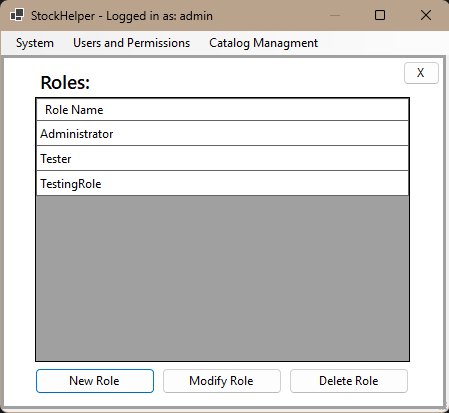 StockHelper - Logged in as: admin
System Users and Permissions Catalog Managment
X
Roles:
Role Name
Administrator
Tester
TestingRole
New Role Modify Role Delete Role